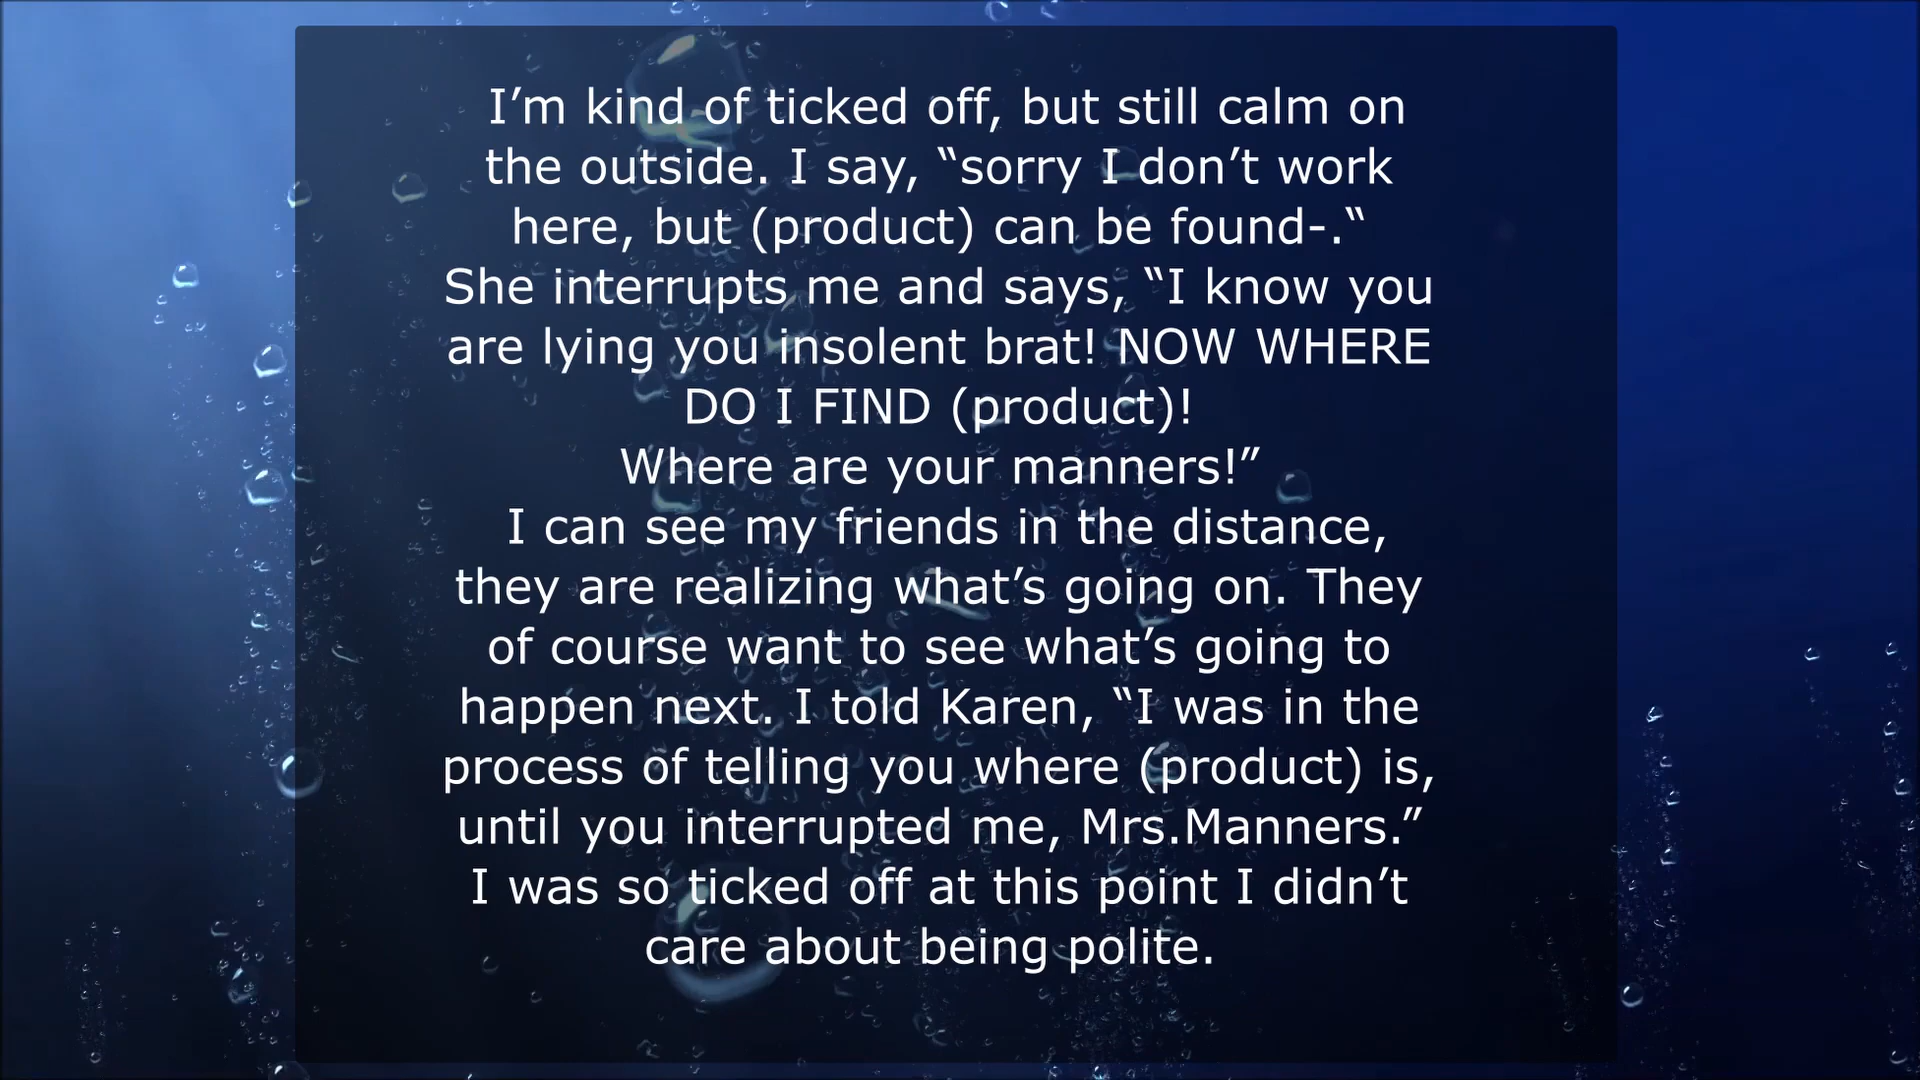 I’m kind of ticked off, but still calm on
the outside. I say, “sorry I don’t work
here, but (product) can be found-.“
She interrupts me and says, “I know you
are lying you insolent brat! NOW WHERE
DO I FIND (product)!
Where are your manners!”
I can see my friends in the distance,
they are realizing what’s going on. They
of course want to see what’s going to
happen next. I told Karen, “I was in the
process of telling you where (product) is,
until you interrupted me, Mrs.Manners.”
I was so ticked off at this point I didn’t
care about being polite.